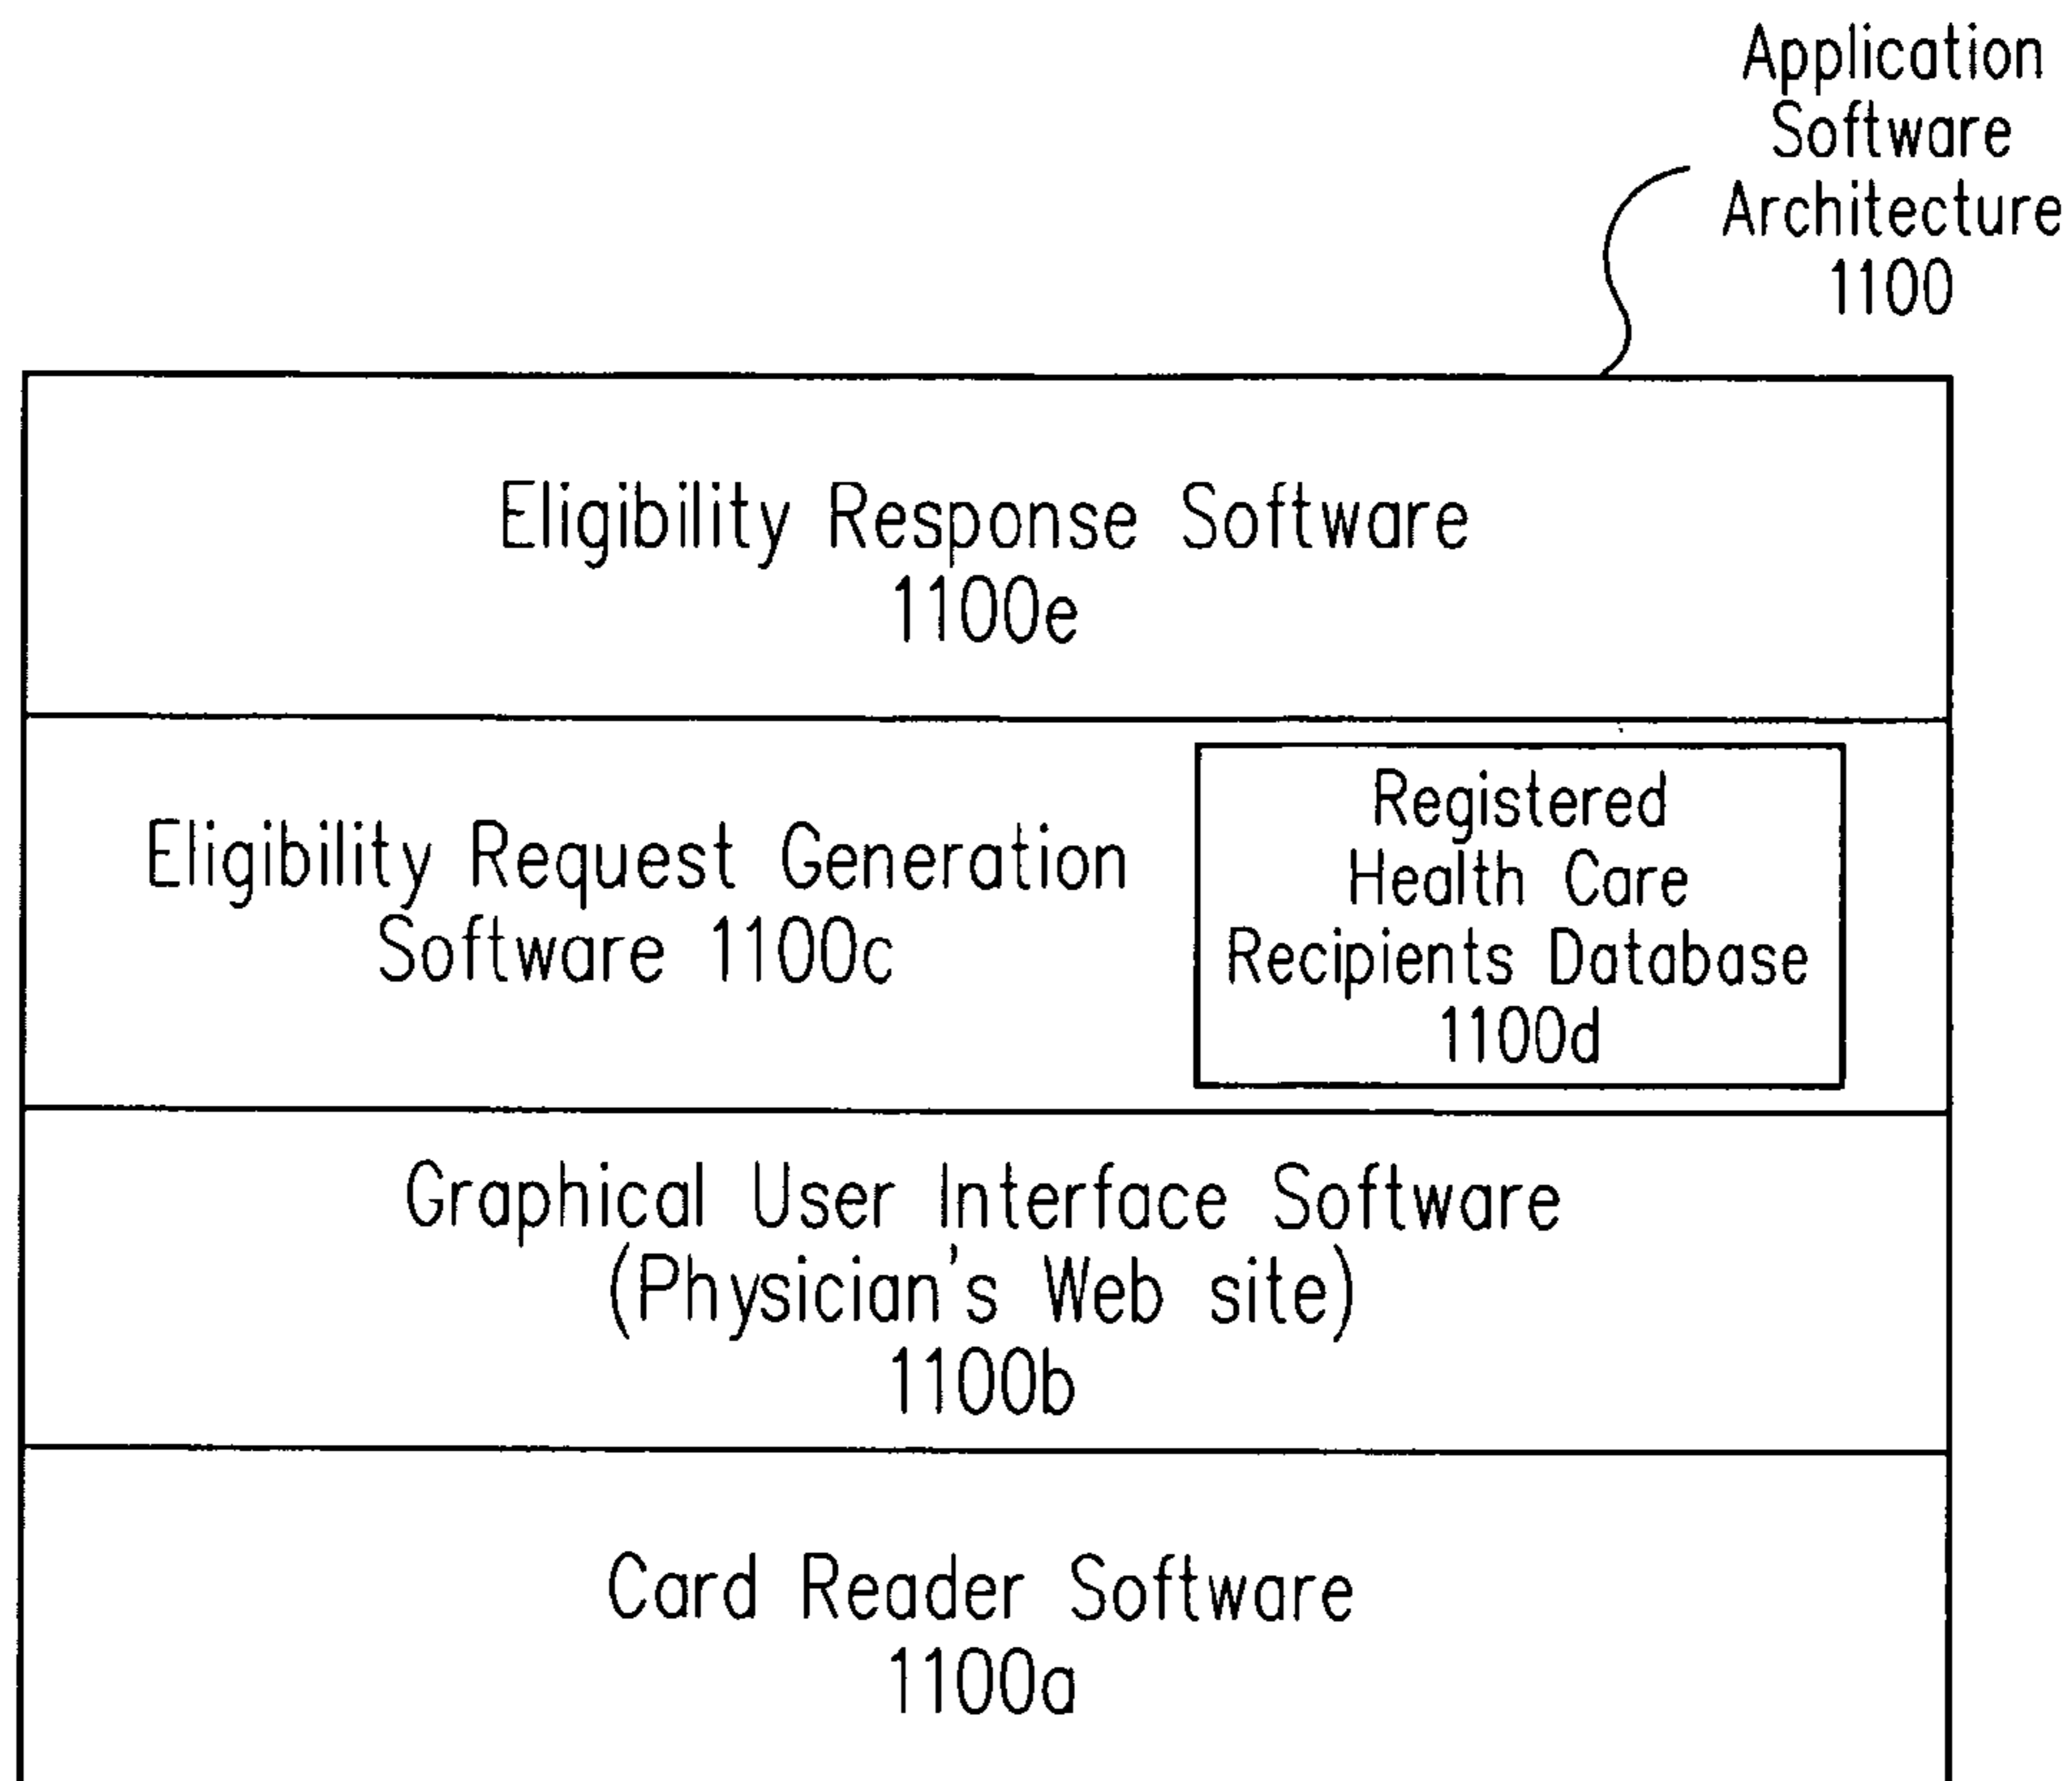 Application
Software
Architecture
1100
Eligibility Response Software
1100e
Eligibility Request Generation
Software 1100c
Registered
Health Care
Recipients Database
1100d
Graphical User Interface Software
(Physician's Web site)
1100b
Card Reader Software
1100a